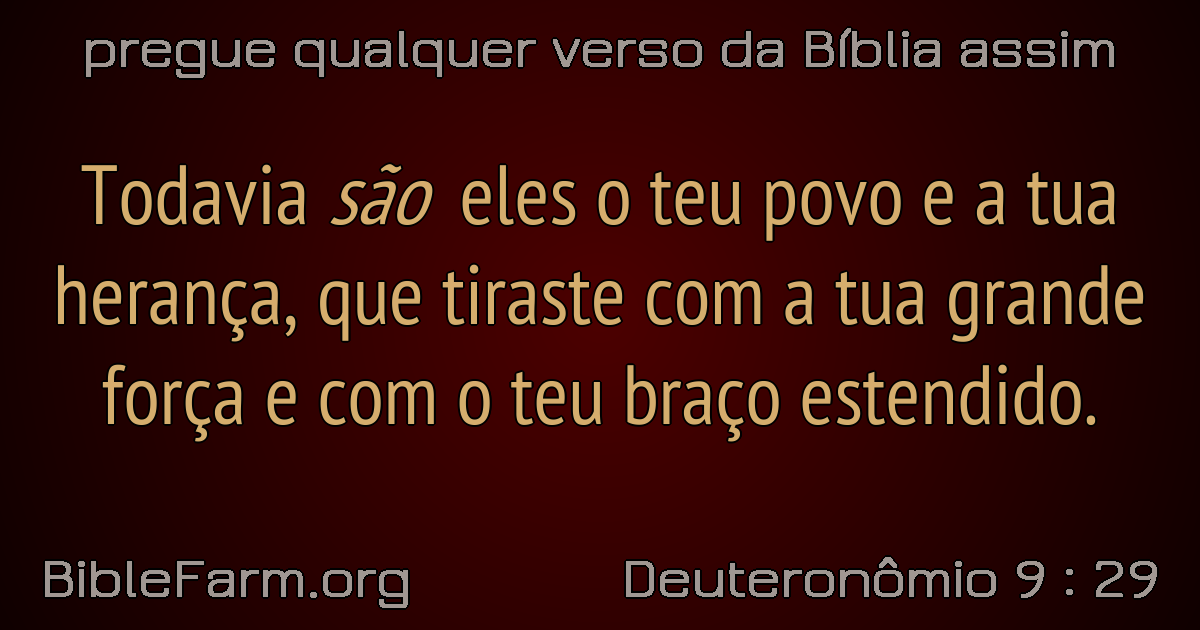 pregue qualquer verso da Bíblia assim
Todavia são eles o teu povo e a tua
herança, que tiraste com a tua grande
força e com o teu braço estendido.
BibleFarm.org
Deuteronômio 9 : 29